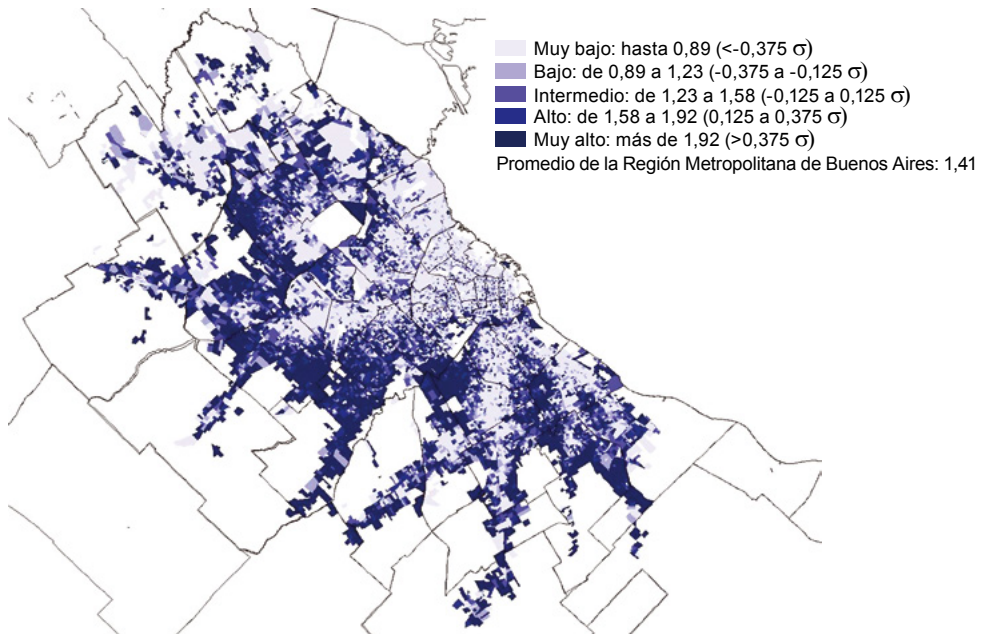 Muy bajo: hasta 0,89 (<-0,375 σ)
Bajo: de 0,89 a 1,23 (-0,375 a -0,125 σ)
Intermedio: de 1,23 a 1,58 (-0,125 a 0,125 σ)
Alto: de 1,58 a 1,92 (0,125 a 0,375 σ)
Muy alto: más de 1,92 (>0,375 σ)
Promedio de la Región Metropolitana de Buenos Aires: 1,41